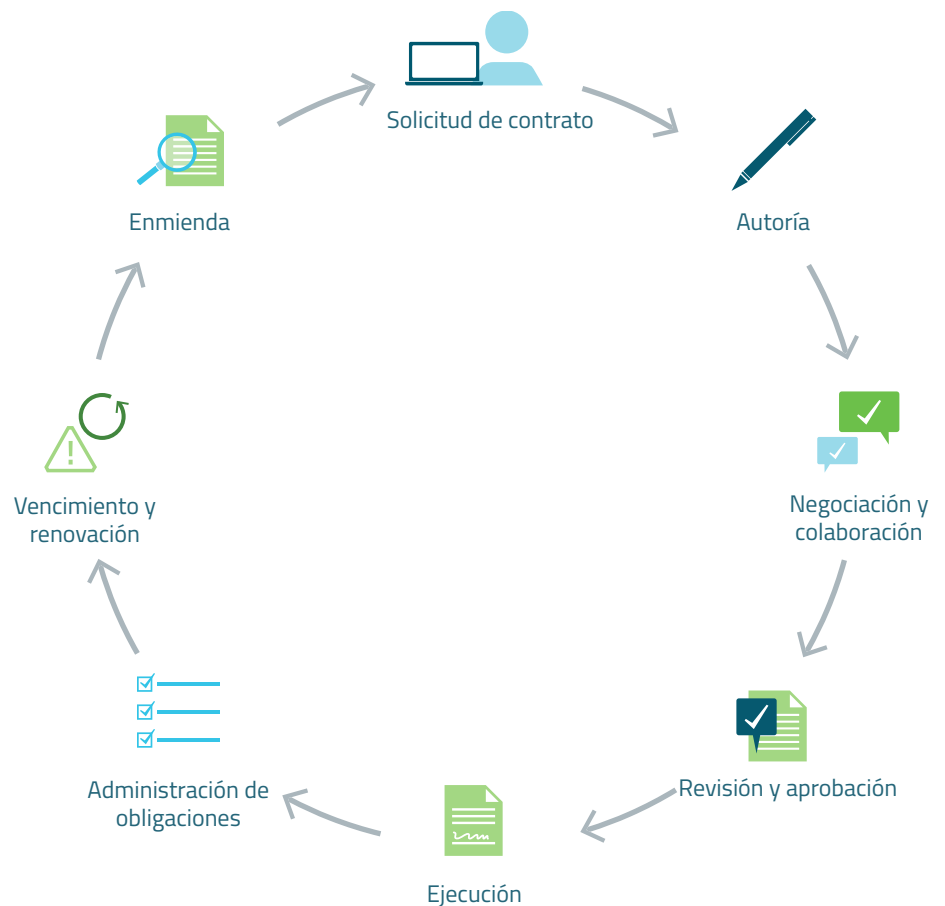 Solicitud de contrato
Autoría
Negociación y
colaboración
Revisión y aprobación
Ejecución
Administración de
obligaciones
Vencimiento y
renovación
Enmienda